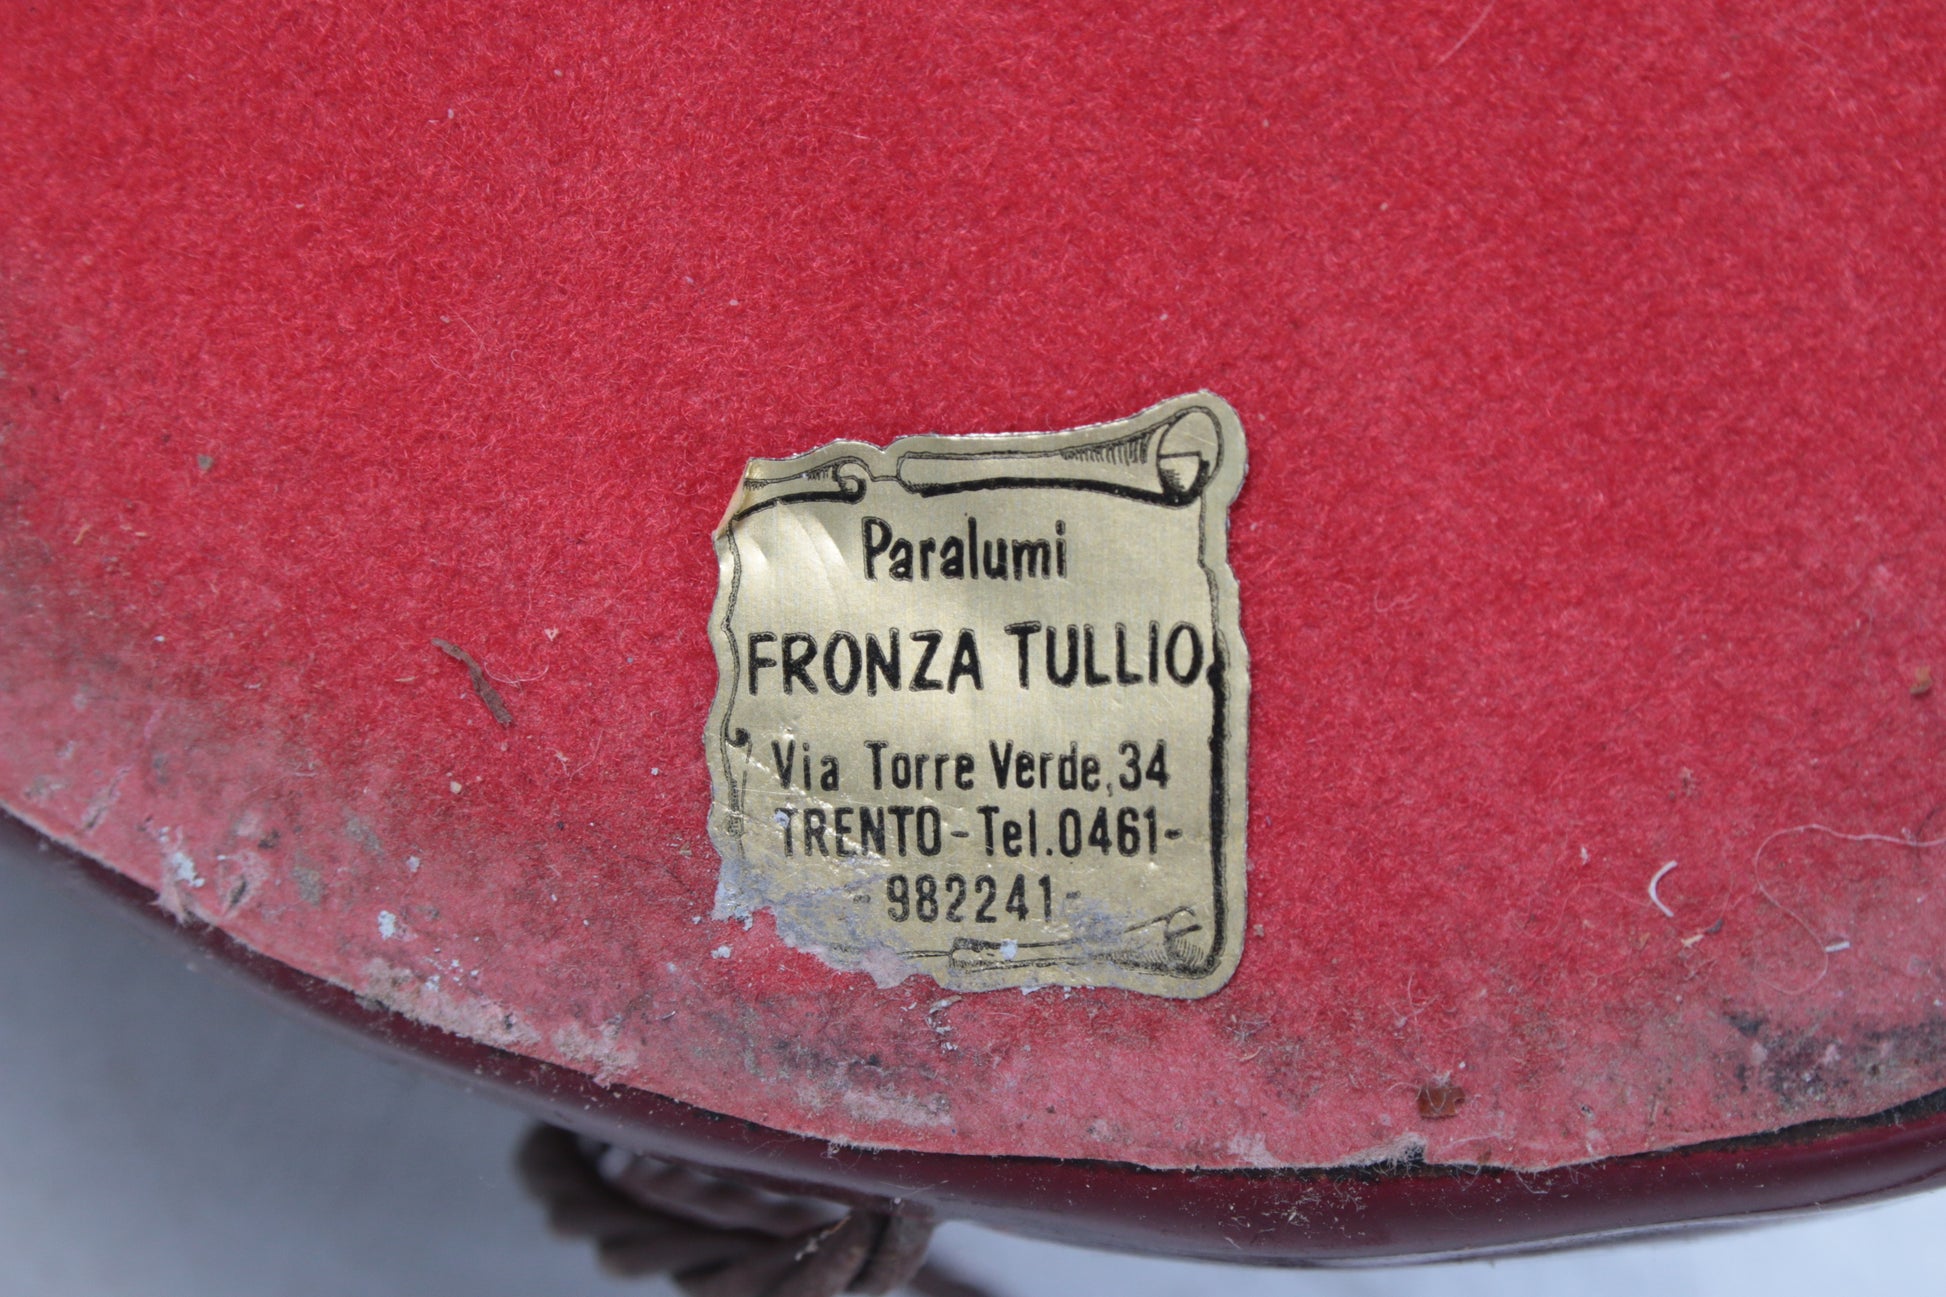 Paralumi
FRONZA TULLIO
Via Torre Verde, 34
TRENTO - Tel. 0461 -
- 982241 -